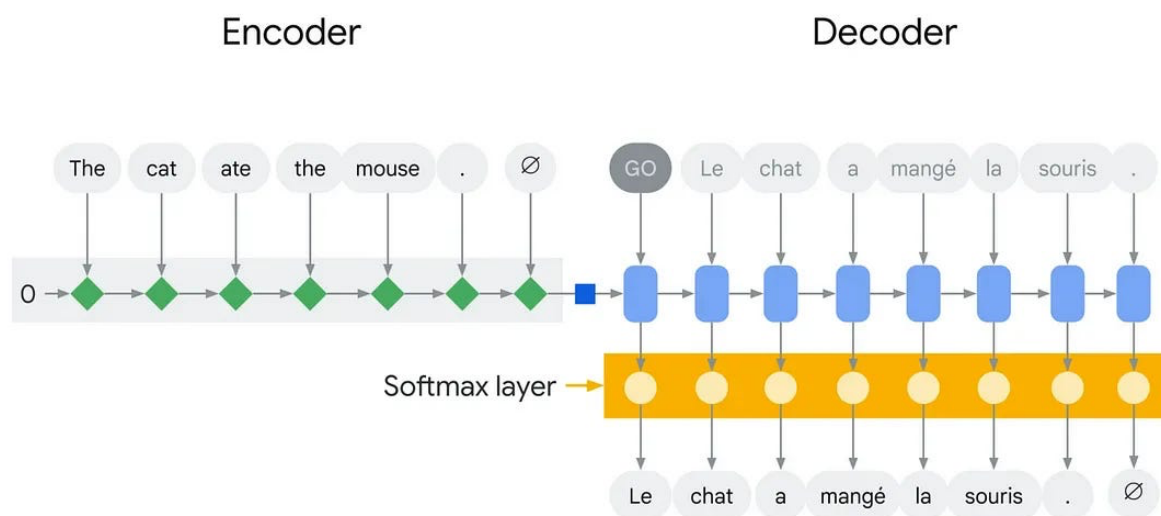 Encoder Decoder
The cat ate the mouse . ∅ GO Le chat a mangé la souris .
0
Softmax layer
Le chat a mangé la souris . ∅